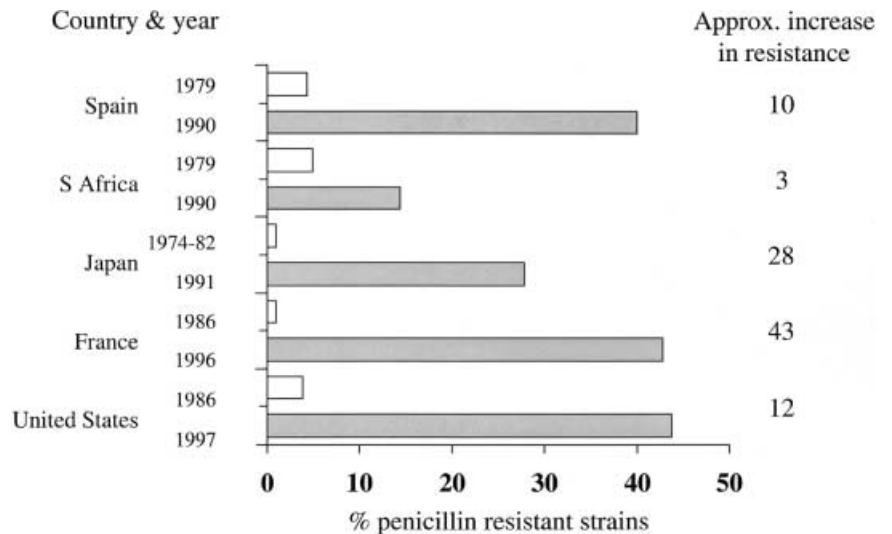 Country & year
Approx. increase
in resistance
1979
Spain
1990
10
1979
S Africa
1990
3
1974-82
Japan
1991
28
1986
France
1996
43
1986
United States
1997
12
0 10 20 30 40 50
% penicillin resistant strains